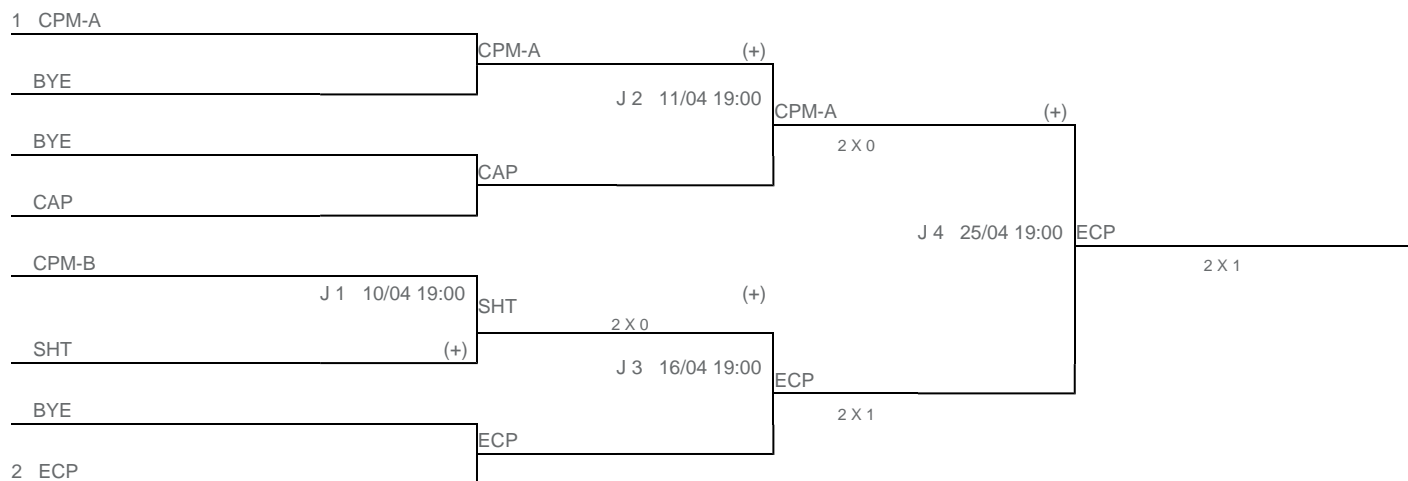 1 CPM-A
CPM-A (+)
BYE
J 2 11/04 19:00
CPM-A (+)
BYE
2 X 0
CAP
CAP
J 4 25/04 19:00 ECP
CPM-B
2 X 1
J 1 10/04 19:00
SHT (+)
2 X 0
SHT (+)
J 3 16/04 19:00
ECP
BYE
2 X 1
ECP
2 ECP